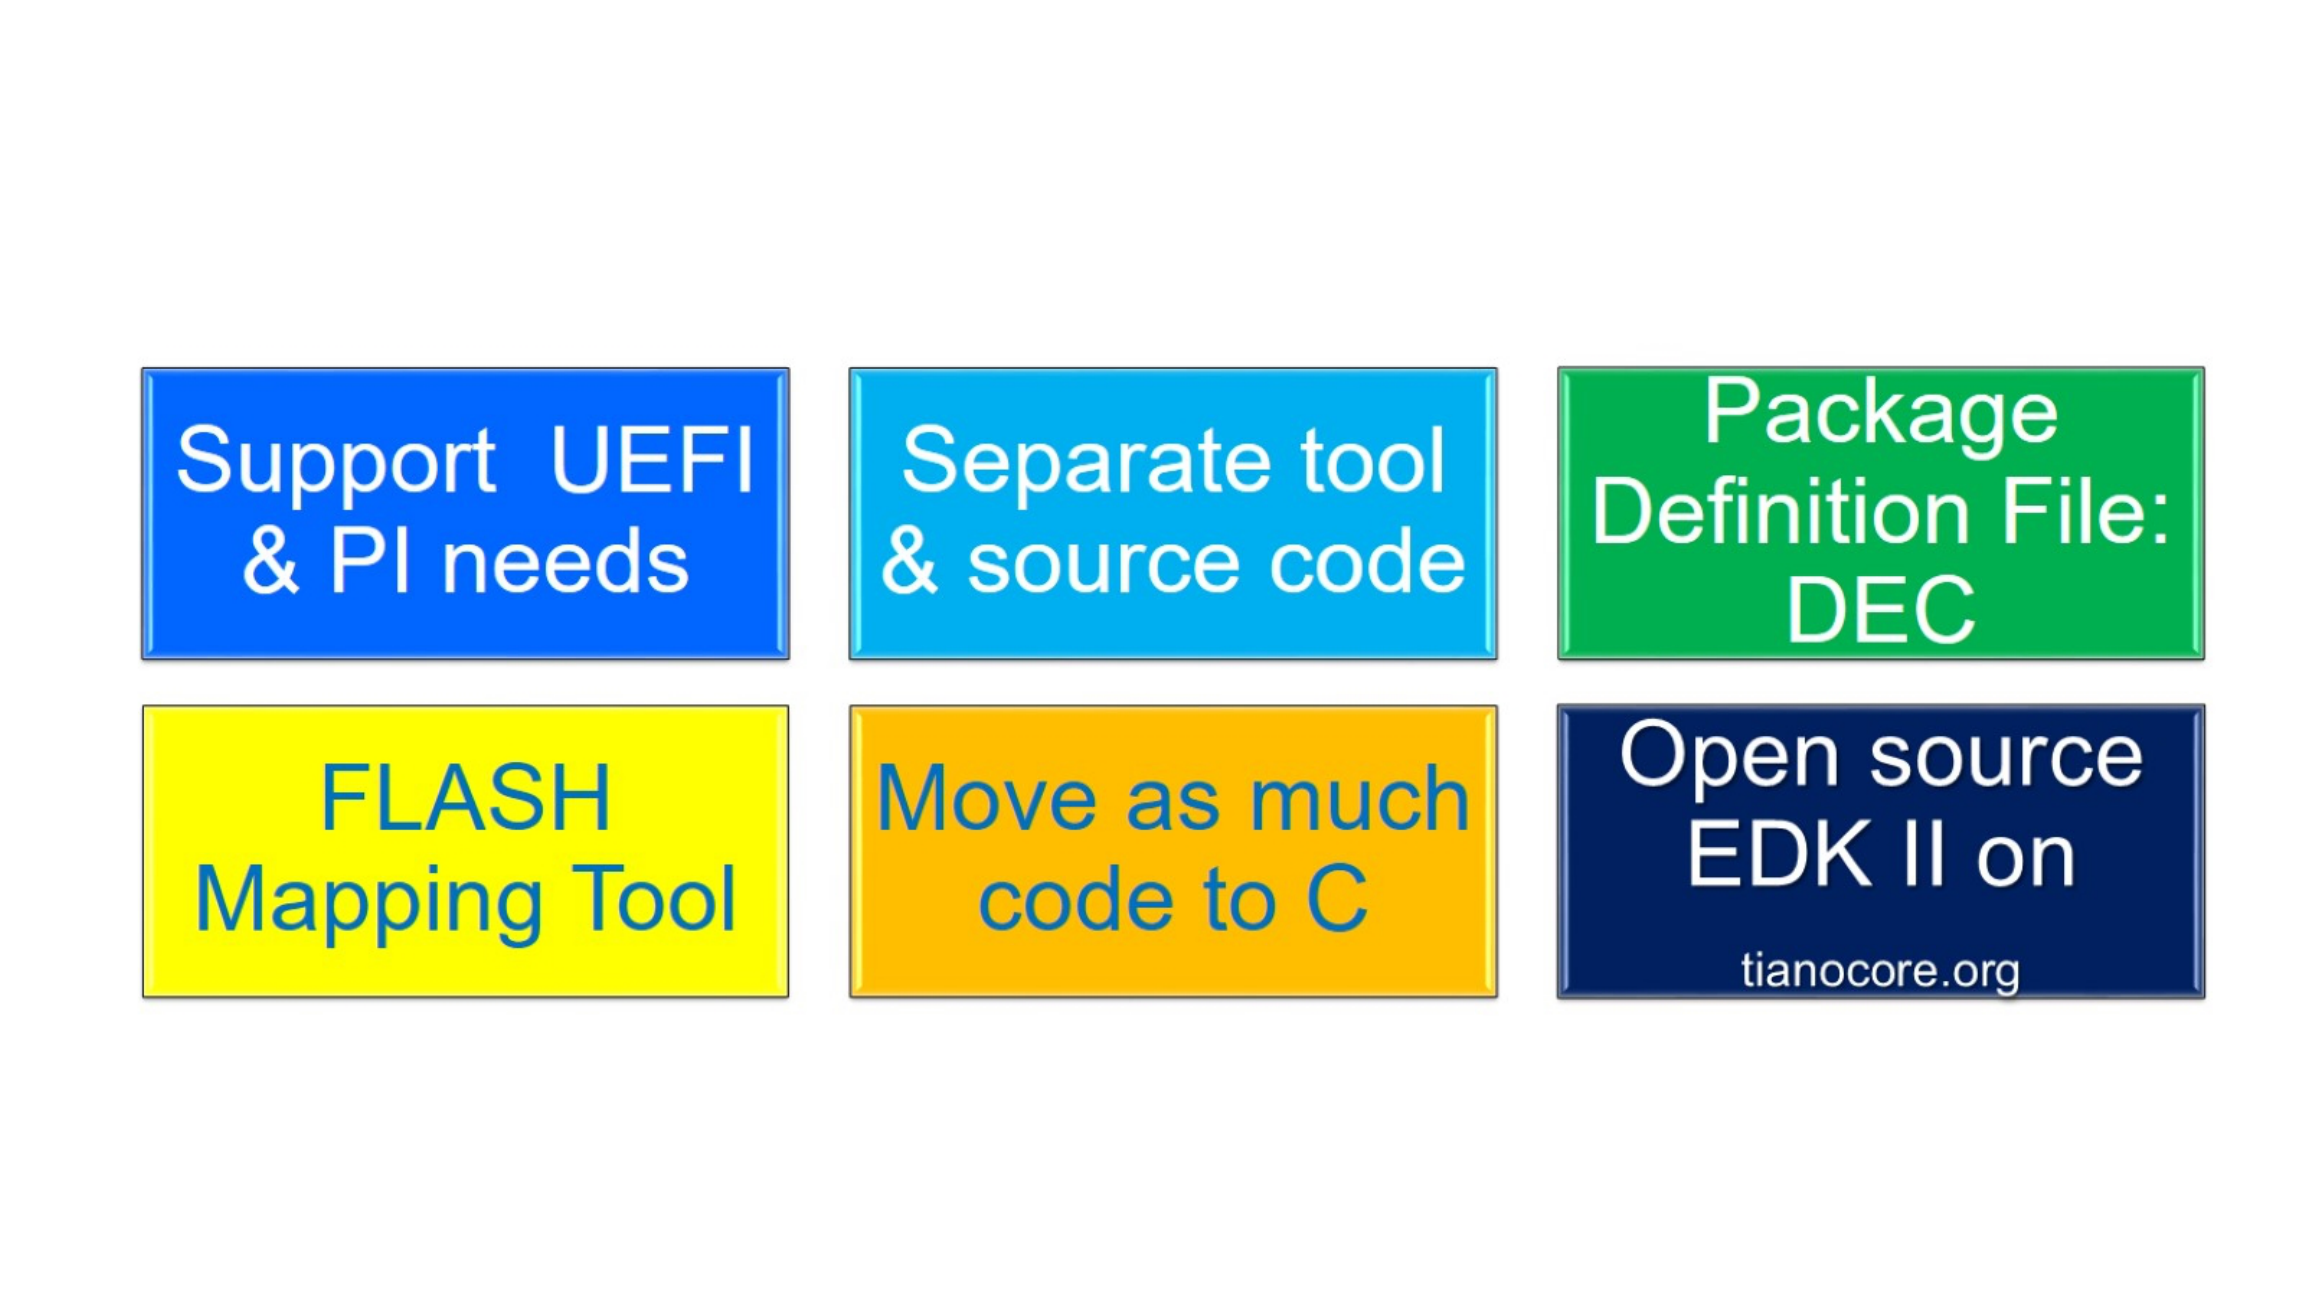 Support  UEFI
& PI needs
Separate tool
& source code
Package
Definition File:
DEC
FLASH
Mapping Tool
Move as much
code to C
Open source
EDK II on
tianocore.org